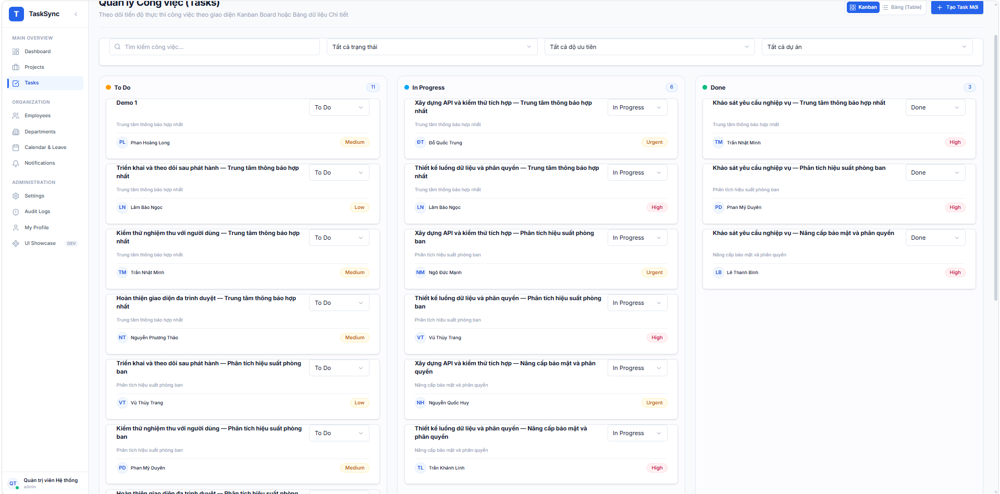 T TaskSync
MAIN OVERVIEW
Dashboard
Projects
Tasks
ORGANIZATION
Employees
Departments
Calendar & Leave
Notifications
ADMINISTRATION
Settings
Audit Logs
My Profile
UI Showcase DEV
QT Quản trị viên Hệ thống
admin
Quản lý Công việc (Tasks)
Theo dõi tiến độ thực thi công việc theo giao diện Kanban Board hoặc Bảng dữ liệu Chi tiết
Kanban Bảng (Table) Tạo Task Mới
Tìm kiếm công việc... Tất cả trạng thái Tất cả độ ưu tiên Tất cả dự án
To Do 11
Demo 1 To Do
Trung tâm thông báo hợp nhất
PL Phan Hoàng Long Medium
Triển khai và theo dõi sau phát hành — Trung tâm thông báo hợp To Do
nhất
Trung tâm thông báo hợp nhất
LN Lâm Bảo Ngọc Low
Kiểm thử nghiệm thu với người dùng — Trung tâm thông báo hợp To Do
nhất
Trung tâm thông báo hợp nhất
TM Trần Nhật Minh Medium
Hoàn thiện giao diện đa trình duyệt — Trung tâm thông báo hợp To Do
nhất
Trung tâm thông báo hợp nhất
NT Nguyễn Phương Thảo Medium
Triển khai và theo dõi sau phát hành — Phân tích hiệu suất phòng To Do
ban
Phân tích hiệu suất phòng ban
VT Vũ Thùy Trang Low
Kiểm thử nghiệm thu với người dùng — Phân tích hiệu suất phòng To Do
ban
Phân tích hiệu suất phòng ban
PD Phan Mỹ Duyên Medium
Hoàn thiện giao diện đa trình duyệt — Phân tích hiệu suất phòng
In Progress 6
Xây dựng API và kiểm thử tích hợp — Trung tâm thông báo hợp In Progress
nhất
Trung tâm thông báo hợp nhất
ĐT Đỗ Quốc Trung Urgent
Thiết kế luồng dữ liệu và phân quyền — Trung tâm thông báo hợp In Progress
nhất
Trung tâm thông báo hợp nhất
LN Lâm Bảo Ngọc High
Xây dựng API và kiểm thử tích hợp — Phân tích hiệu suất phòng In Progress
ban
Phân tích hiệu suất phòng ban
NM Ngô Đức Mạnh Urgent
Thiết kế luồng dữ liệu và phân quyền — Phân tích hiệu suất phòng In Progress
ban
Phân tích hiệu suất phòng ban
VT Vũ Thùy Trang High
Xây dựng API và kiểm thử tích hợp — Nâng cấp bảo mật và phân In Progress
quyền
Nâng cấp bảo mật và phân quyền
NH Nguyễn Quốc Huy Urgent
Thiết kế luồng dữ liệu và phân quyền — Nâng cấp bảo mật và In Progress
phân quyền
Nâng cấp bảo mật và phân quyền
TL Trần Khánh Linh High
Done 3
Khảo sát yêu cầu nghiệp vụ — Trung tâm thông báo hợp nhất Done
Trung tâm thông báo hợp nhất
TM Trần Nhật Minh High
Khảo sát yêu cầu nghiệp vụ — Phân tích hiệu suất phòng ban Done
Phân tích hiệu suất phòng ban
PD Phan Mỹ Duyên High
Khảo sát yêu cầu nghiệp vụ — Nâng cấp bảo mật và phân quyền Done
Nâng cấp bảo mật và phân quyền
LB Lê Thanh Bình High